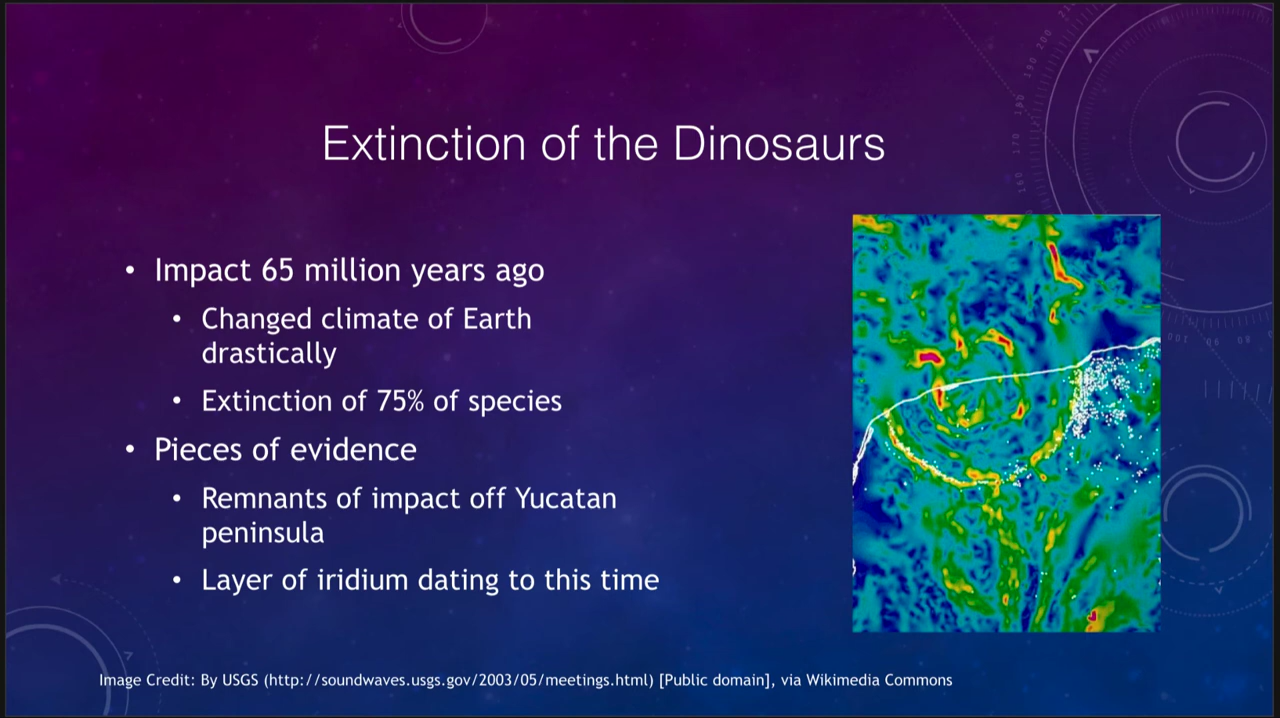 Extinction of the Dinosaurs
• Impact 65 million years ago
• Changed climate of Earth
drastically
• Extinction of 75% of species
• Pieces of evidence
• Remnants of impact off Yucatan
peninsula
• Layer of iridium dating to this time
Image Credit: By USGS (http://soundwaves.usgs.gov/2003/05/meetings.html) [Public domain], via Wikimedia Commons